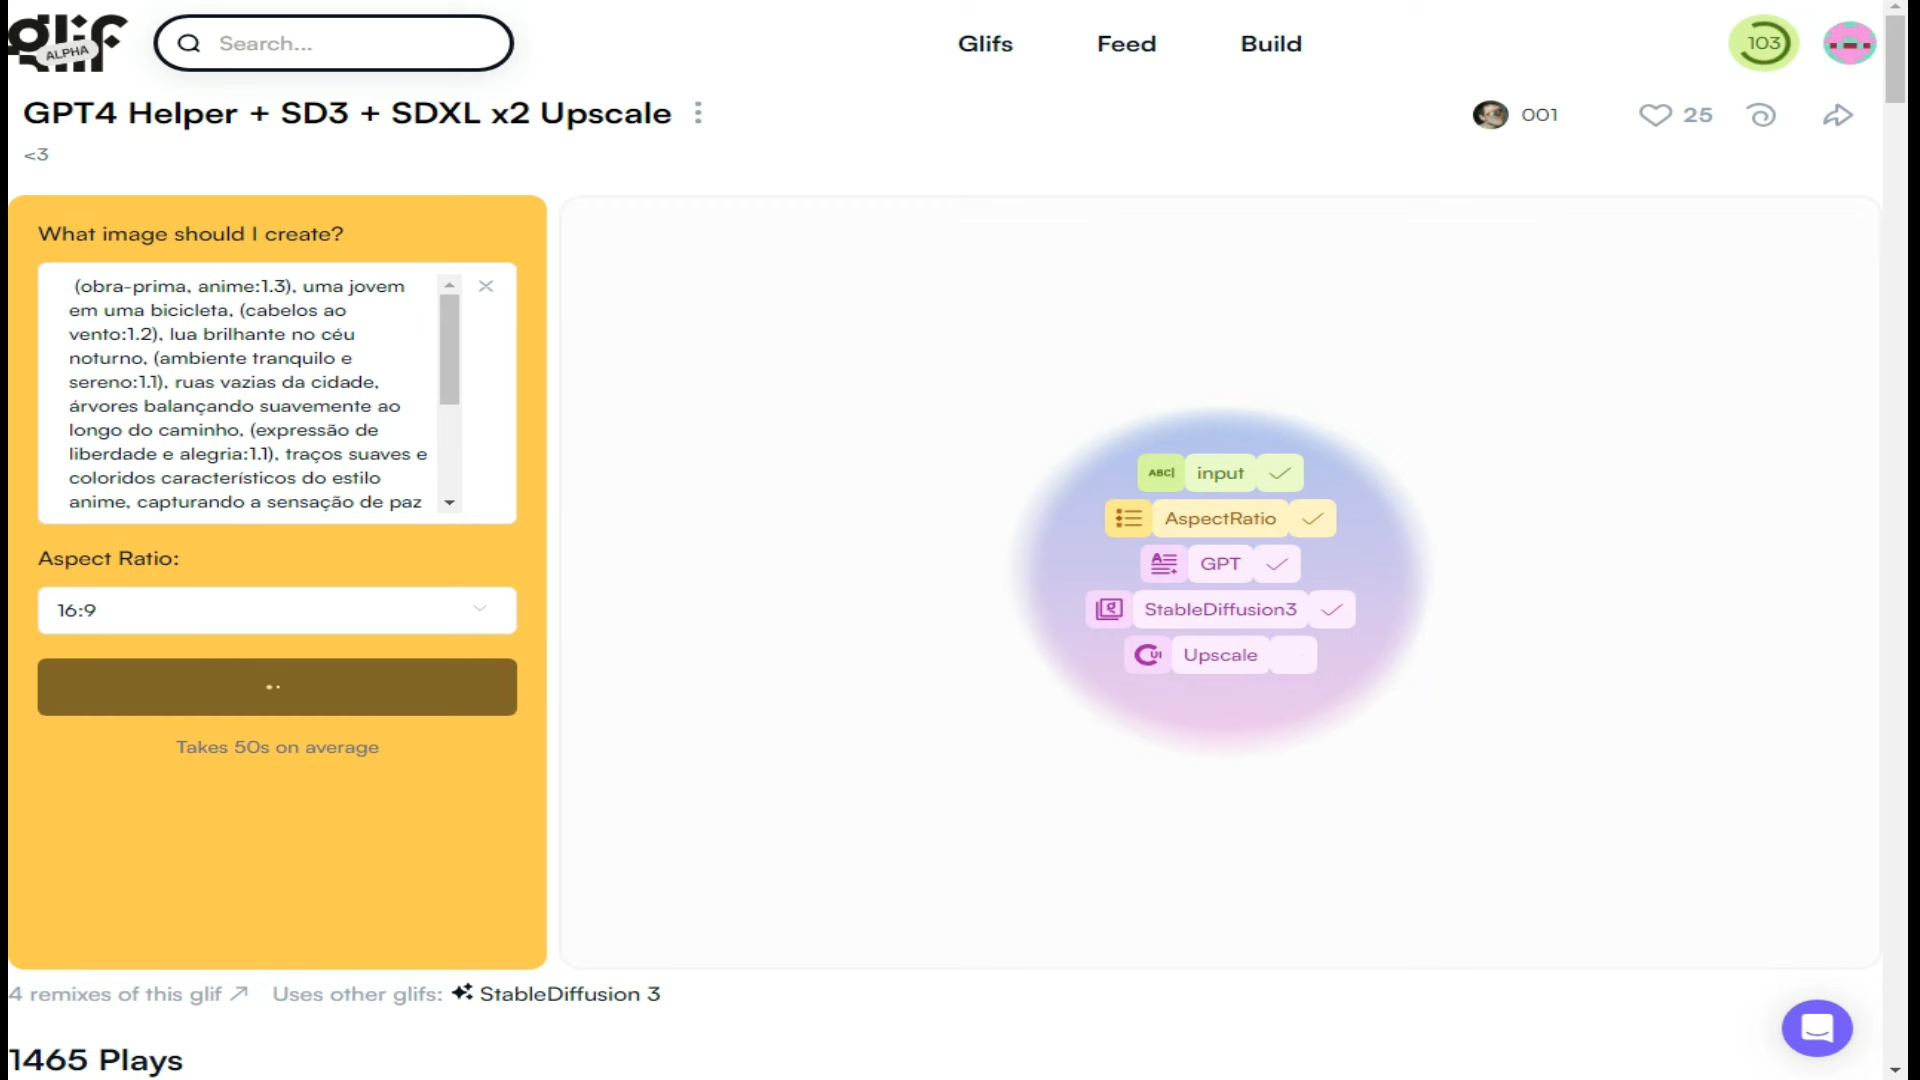 glif
ALPHA
Search...
Glifs
Feed
Build
103
GPT4 Helper + SD3 + SDXL x2 Upscale
001
25
<3
What image should I create?
(obra-prima, anime:1.3), uma jovem
em uma bicicleta, (cabelos ao
vento:1.2), lua brilhante no céu
noturno, (ambiente tranquilo e
sereno:1.1), ruas vazias da cidade,
árvores balançando suavemente ao
longo do caminho, (expressão de
liberdade e alegria:1.1), traços suaves e
coloridos característicos do estilo
anime, capturando a sensação de paz
Aspect Ratio:
16:9
Takes 50s on average
ABC input
AspectRatio
GPT
StableDiffusion3
UI Upscale
4 remixes of this glif
Uses other glifs: StableDiffusion 3
1465 Plays